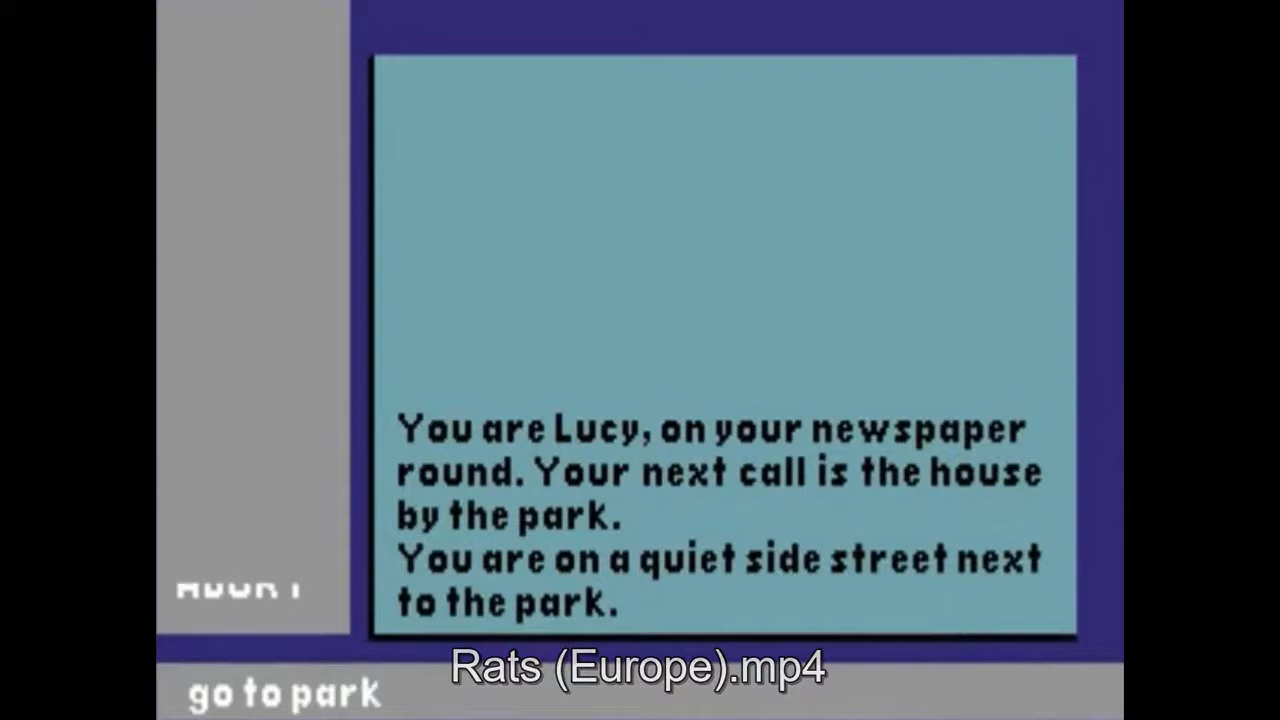 You are Lucy, on your newspaper
round. Your next call is the house
by the park.
You are on a quiet side street next
to the park.
Rats (Europe).mp4
go to park